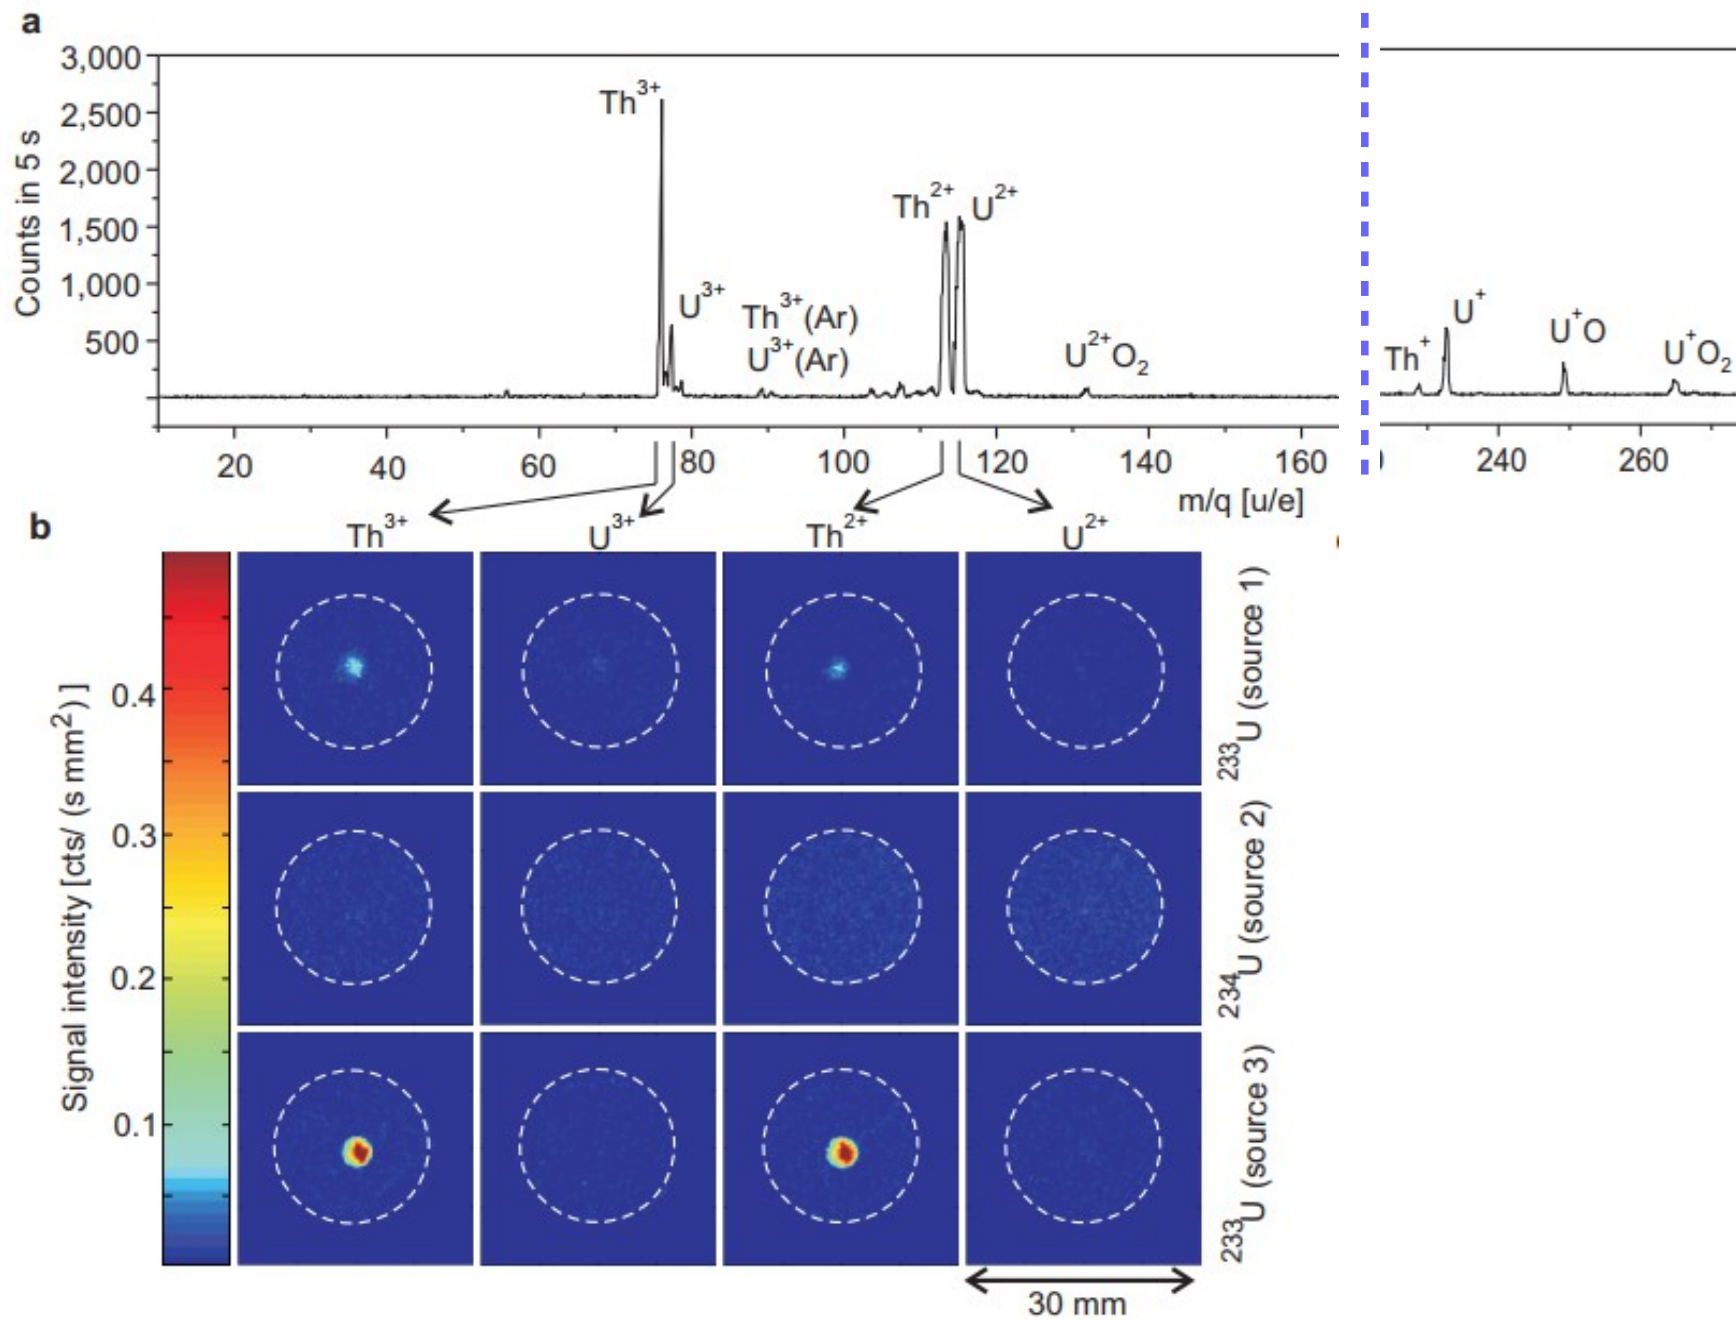 a
3,000
2,500
2,000
1,500
1,000
500
Counts in 5 s
Th3+
U3+
Th3+(Ar)
U3+(Ar)
Th2+
U2+
U2+O2
Th+
U+
U+O
U+O2
20 40 60 80 100 120 140 160 240 260
m/q [u/e]
b
Th3+ U3+ Th2+ U2+
Signal intensity [cts/ (s mm2)]
0.4
0.3
0.2
0.1
233U (source 1)
234U (source 2)
233U (source 3)
30 mm